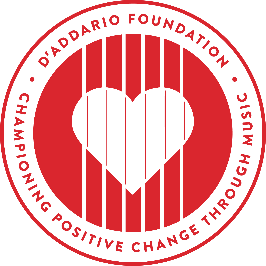 D'ADDARIO FOUNDATION
CHAMPIONING POSITIVE CHANGE THROUGH MUSIC